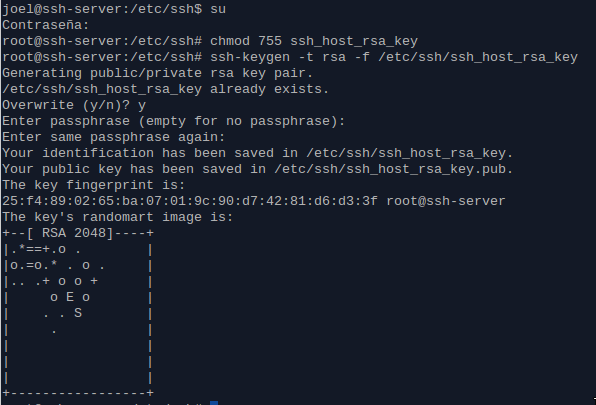 joel@ssh-server:/etc/ssh$ su
Contraseña:
root@ssh-server:/etc/ssh# chmod 755 ssh_host_rsa_key
root@ssh-server:/etc/ssh# ssh-keygen -t rsa -f /etc/ssh/ssh_host_rsa_key
Generating public/private rsa key pair.
/etc/ssh/ssh_host_rsa_key already exists.
Overwrite (y/n)? y
Enter passphrase (empty for no passphrase):
Enter same passphrase again:
Your identification has been saved in /etc/ssh/ssh_host_rsa_key.
Your public key has been saved in /etc/ssh/ssh_host_rsa_key.pub.
The key fingerprint is:
25:f4:89:02:65:ba:07:01:9c:90:d7:42:81:d6:d3:3f root@ssh-server
The key's randomart image is:
+--[ RSA 2048]----+
|.*==+.o .        |
|o.=o.* . o .     |
|.. .+ o o +      |
|     o E o       |
|    . . S        |
|     .           |
|                 |
|                 |
|                 |
+-----------------+